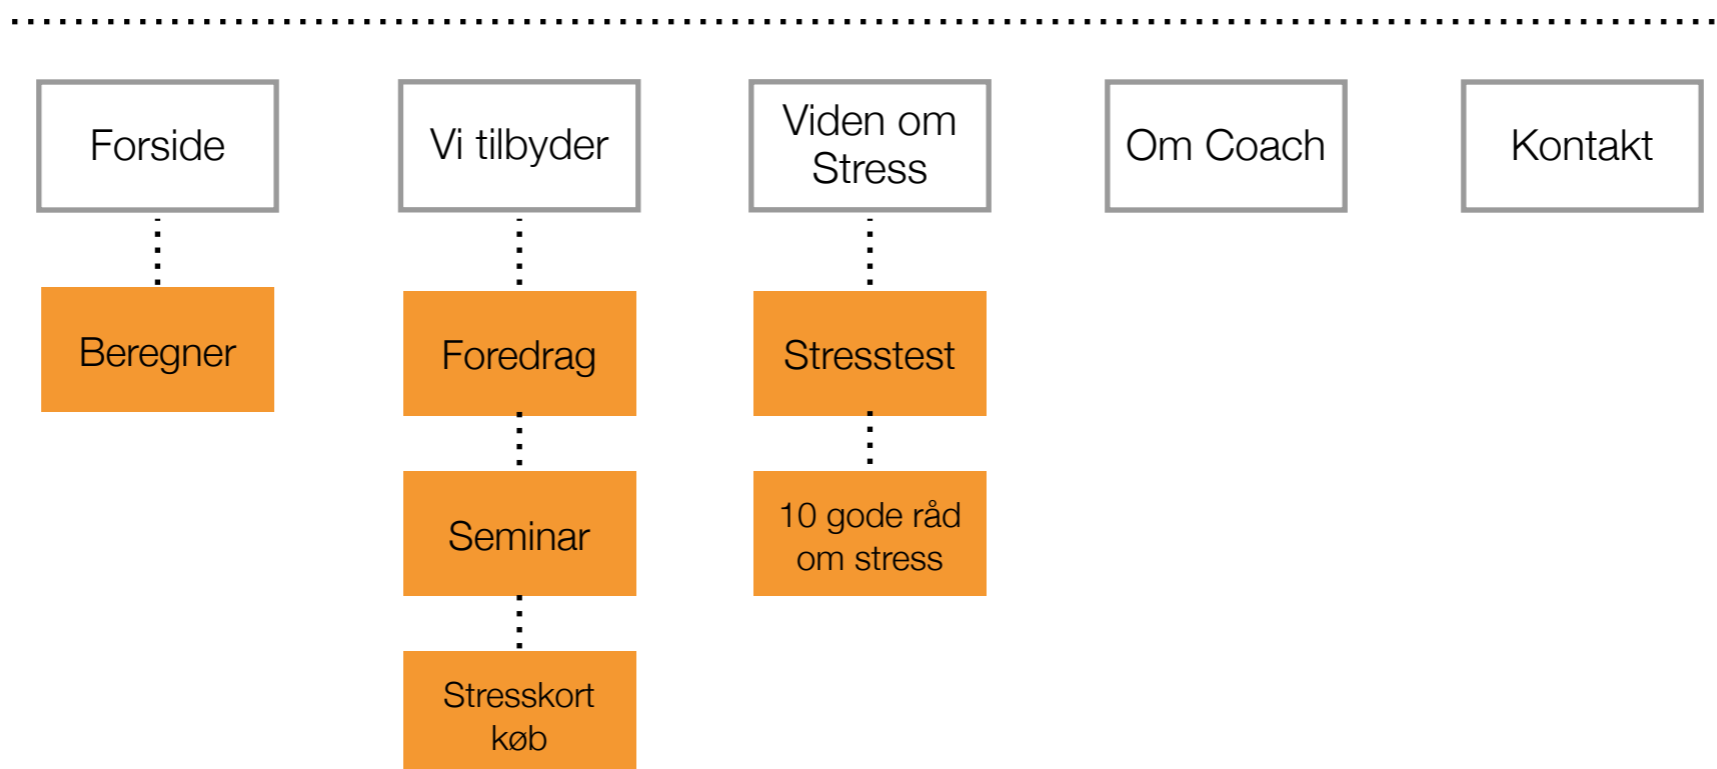 Forside
Vi tilbyder
Viden om
Stress
Om Coach
Kontakt
Beregner
Foredrag
Stresstest
Seminar
10 gode råd
om stress
Stresskort
køb